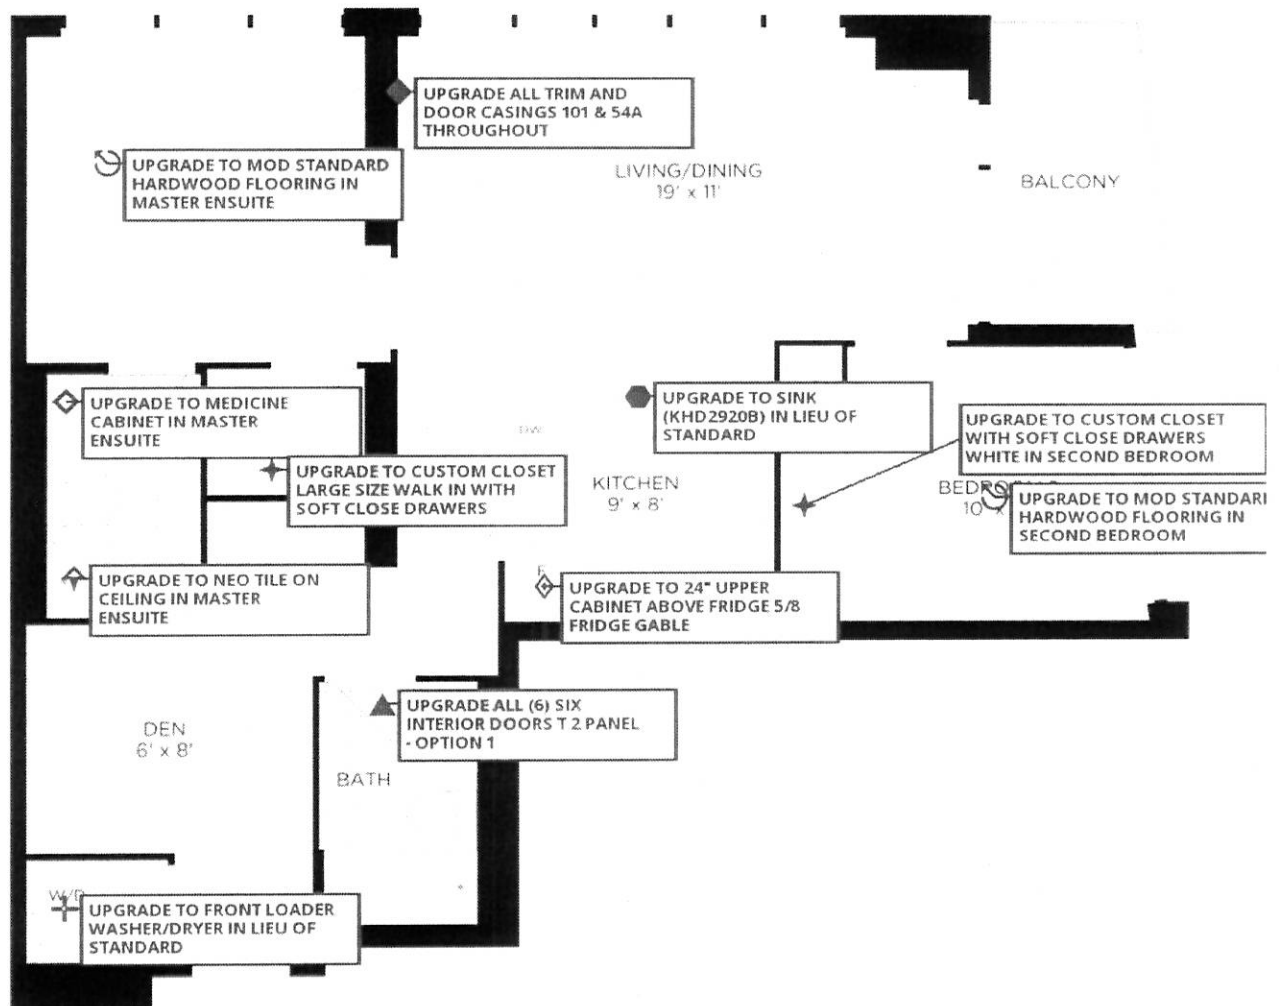 UPGRADE ALL TRIM AND
DOOR CASINGS 101 & 54A
THROUGHOUT
UPGRADE TO MOD STANDARD
HARDWOOD FLOORING IN
MASTER ENSUITE
LIVING/DINING
19' x 11'
BALCONY
UPGRADE TO MEDICINE
CABINET IN MASTER
ENSUITE
UPGRADE TO SINK
(KHD2920B) IN LIEU OF
STANDARD
UPGRADE TO CUSTOM CLOSET
WITH SOFT CLOSE DRAWERS
WHITE IN SECOND BEDROOM
DW
UPGRADE TO CUSTOM CLOSET
LARGE SIZE WALK IN WITH
SOFT CLOSE DRAWERS
KITCHEN
9' x 8'
10' x
UPGRADE TO MOD STANDARD
HARDWOOD FLOORING IN
SECOND BEDROOM
UPGRADE TO NEO TILE ON
CEILING IN MASTER
ENSUITE
F
UPGRADE TO 24" UPPER
CABINET ABOVE FRIDGE 5/8
FRIDGE GABLE
UPGRADE ALL (6) SIX
INTERIOR DOORS T 2 PANEL
- OPTION 1
DEN
6' x 8'
BATH
W/D
UPGRADE TO FRONT LOADER
WASHER/DRYER IN LIEU OF
STANDARD